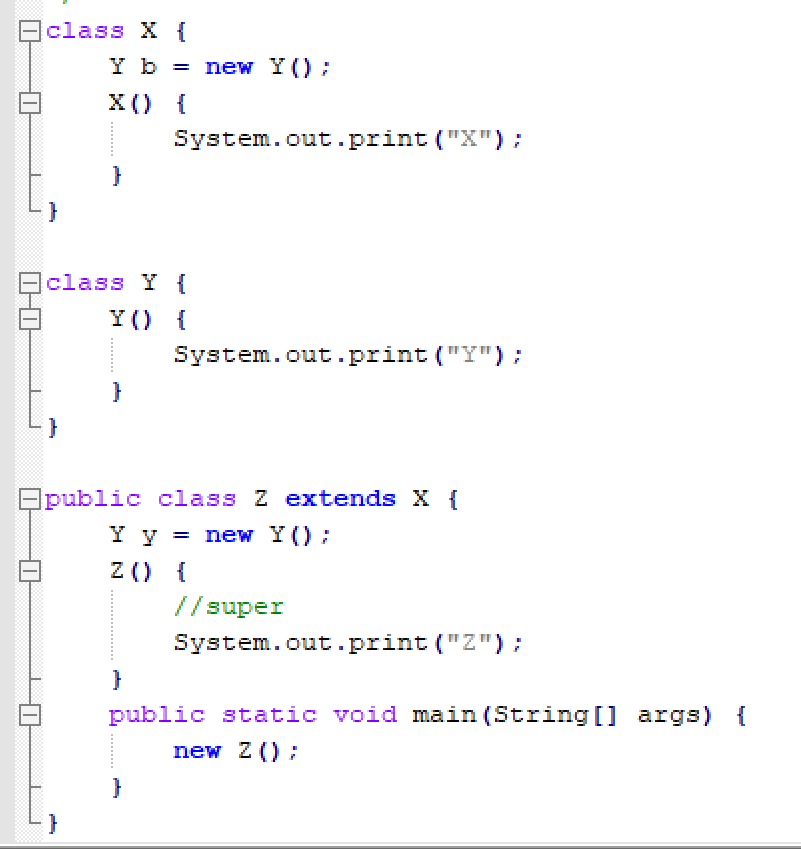 class X {
    Y b = new Y();
    X() {
        System.out.print("X");
    }
}

class Y {
    Y() {
        System.out.print("Y");
    }
}

public class Z extends X {
    Y y = new Y();
    Z() {
        //super
        System.out.print("Z");
    }
    public static void main(String[] args) {
        new Z();
    }
}